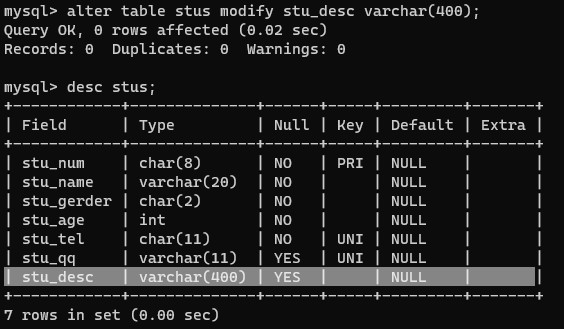 mysql> alter table stus modify stu_desc varchar(400);
Query OK, 0 rows affected (0.02 sec)
Records: 0  Duplicates: 0  Warnings: 0

mysql> desc stus;
+------------+--------------+------+-----+---------+-------+
| Field      | Type         | Null | Key | Default | Extra |
+------------+--------------+------+-----+---------+-------+
| stu_num    | char(8)      | NO   | PRI | NULL    |       |
| stu_name   | varchar(20)  | NO   |     | NULL    |       |
| stu_gerder | char(2)      | NO   |     | NULL    |       |
| stu_age    | int          | NO   |     | NULL    |       |
| stu_tel    | char(11)     | NO   | UNI | NULL    |       |
| stu_qq     | varchar(11)  | YES  | UNI | NULL    |       |
| stu_desc   | varchar(400) | YES  |     | NULL    |       |
+------------+--------------+------+-----+---------+-------+
7 rows in set (0.00 sec)